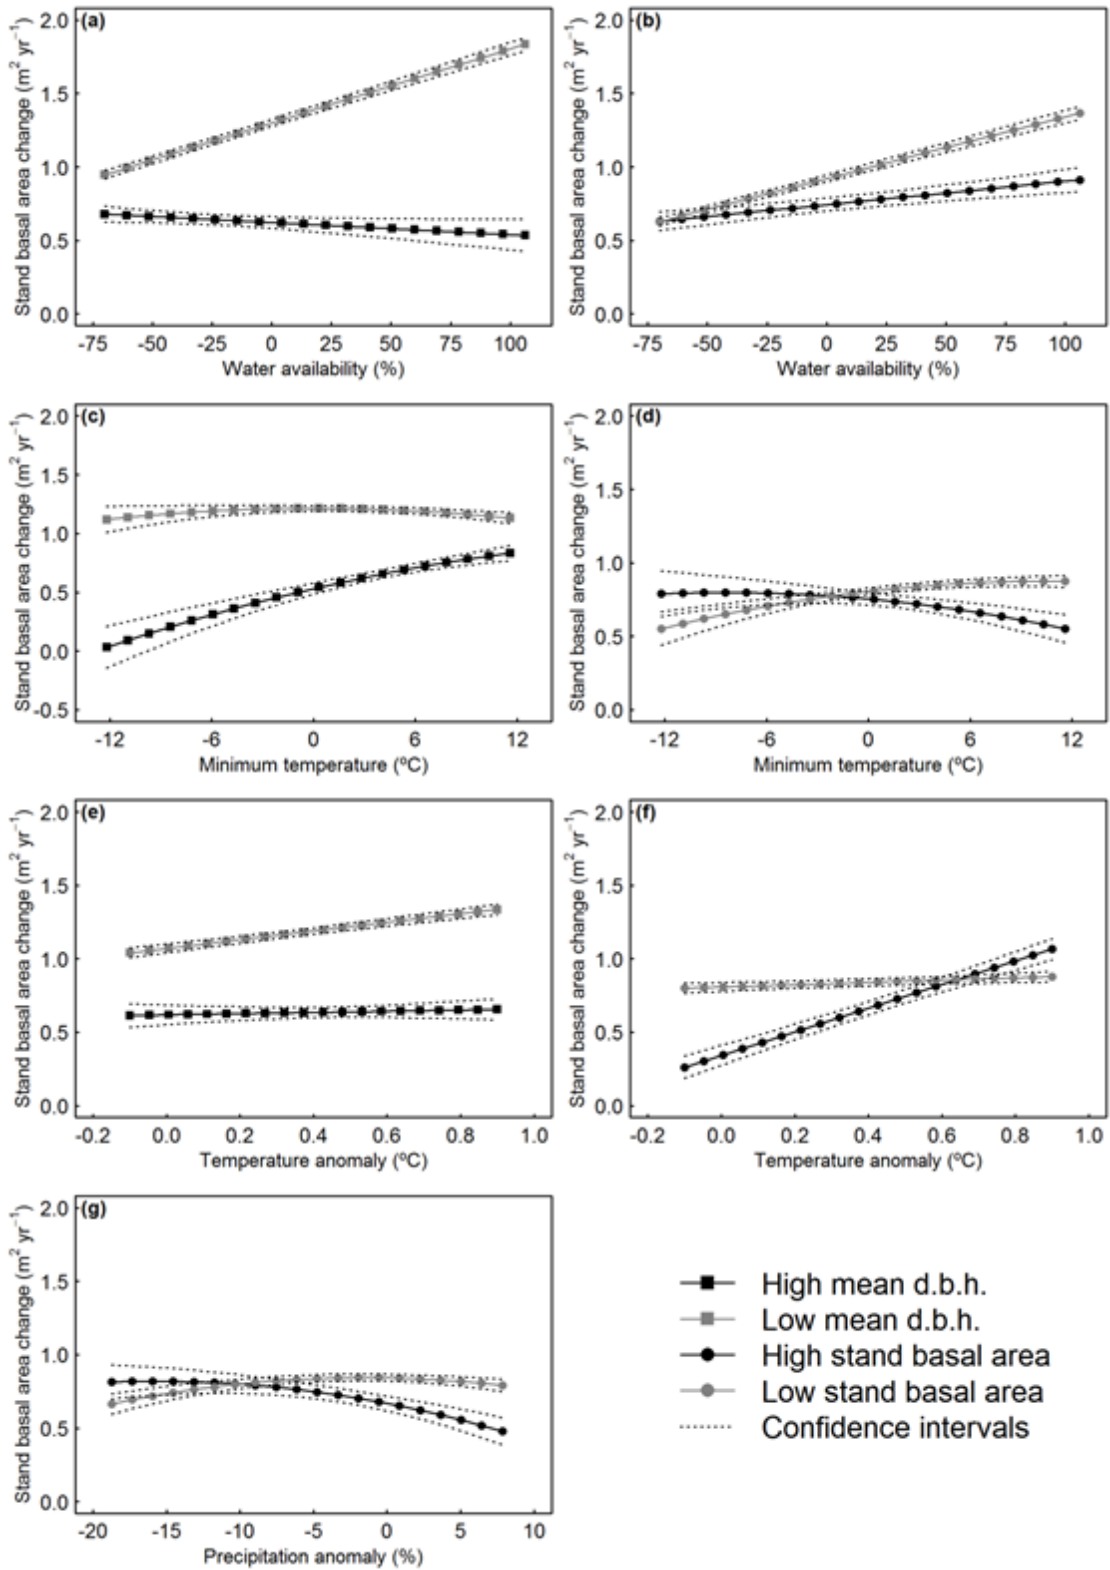 (a)
Stand basal area change (m² yr⁻¹)
2.0
1.5
1.0
0.5
0.0
-75 -50 -25 0 25 50 75 100
Water availability (%)
(b)
Stand basal area change (m² yr⁻¹)
2.0
1.5
1.0
0.5
0.0
-75 -50 -25 0 25 50 75 100
Water availability (%)
(c)
Stand basal area change (m² yr⁻¹)
2.0
1.5
1.0
0.5
0.0
-0.5
-12 -6 0 6 12
Minimum temperature (ºC)
(d)
Stand basal area change (m² yr⁻¹)
2.0
1.5
1.0
0.5
0.0
-12 -6 0 6 12
Minimum temperature (ºC)
(e)
Stand basal area change (m² yr⁻¹)
2.0
1.5
1.0
0.5
0.0
-0.2 0.0 0.2 0.4 0.6 0.8 1.0
Temperature anomaly (ºC)
(f)
Stand basal area change (m² yr⁻¹)
2.0
1.5
1.0
0.5
0.0
-0.2 0.0 0.2 0.4 0.6 0.8 1.0
Temperature anomaly (ºC)
(g)
Stand basal area change (m² yr⁻¹)
2.0
1.5
1.0
0.5
0.0
-20 -15 -10 -5 0 5 10
Precipitation anomaly (%)
High mean d.b.h.
Low mean d.b.h.
High stand basal area
Low stand basal area
Confidence intervals